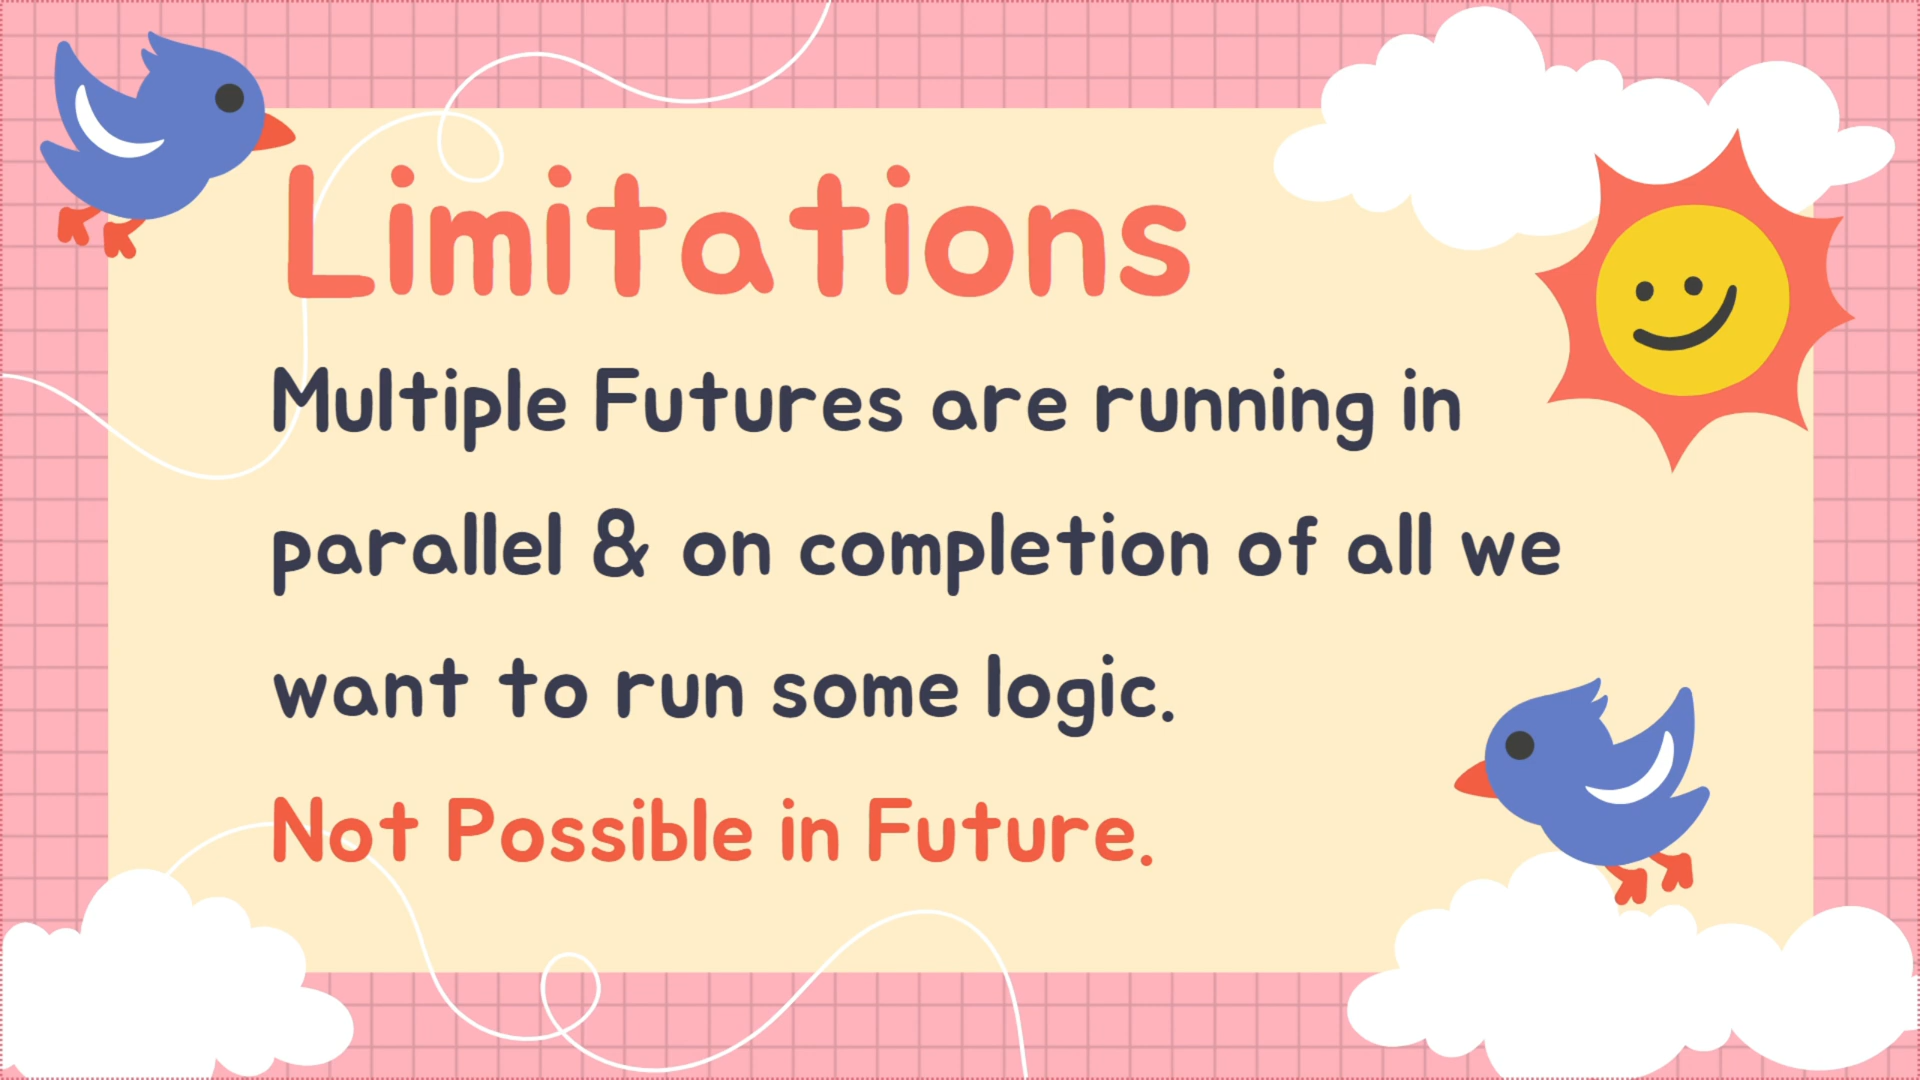 Limitations
Multiple Futures are running in
parallel & on completion of all we
want to run some logic.
Not Possible in Future.